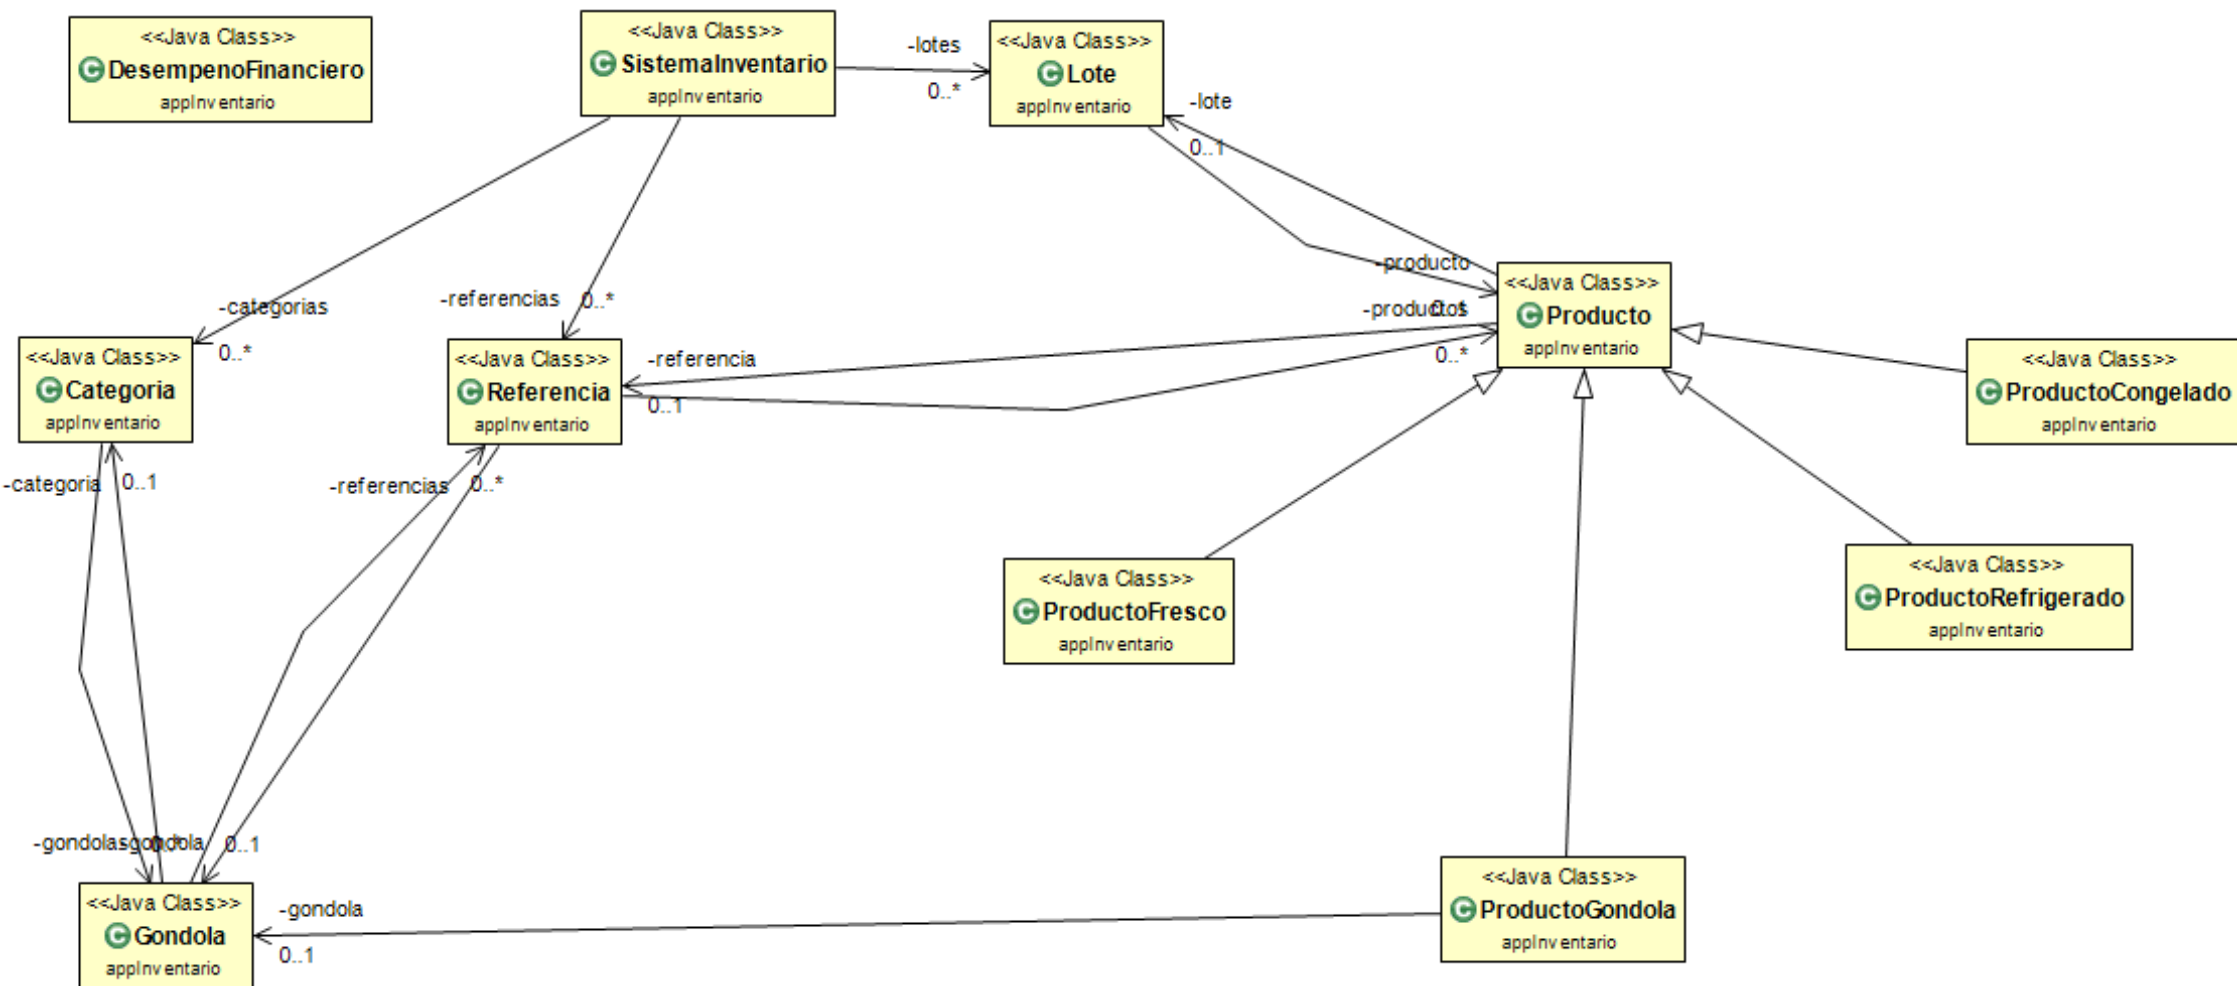 <<Java Class>>
DesempenoFinanciero
appInventario
<<Java Class>>
SistemaInventario
appInventario
-lotes
0..*
<<Java Class>>
Lote
appInventario
-lote
0..1
-categorias
0..*
-referencias
0..*
-producto
-productos
0..*
<<Java Class>>
Producto
appInventario
<<Java Class>>
Categoria
appInventario
<<Java Class>>
Referencia
appInventario
-referencia
0..1
<<Java Class>>
ProductoCongelado
appInventario
-categoria
0..1
-referencias
0..*
<<Java Class>>
ProductoFresco
appInventario
<<Java Class>>
ProductoRefrigerado
appInventario
-gondolas
gondola
0..1
<<Java Class>>
Gondola
appInventario
-gondola
0..1
<<Java Class>>
ProductoGondola
appInventario